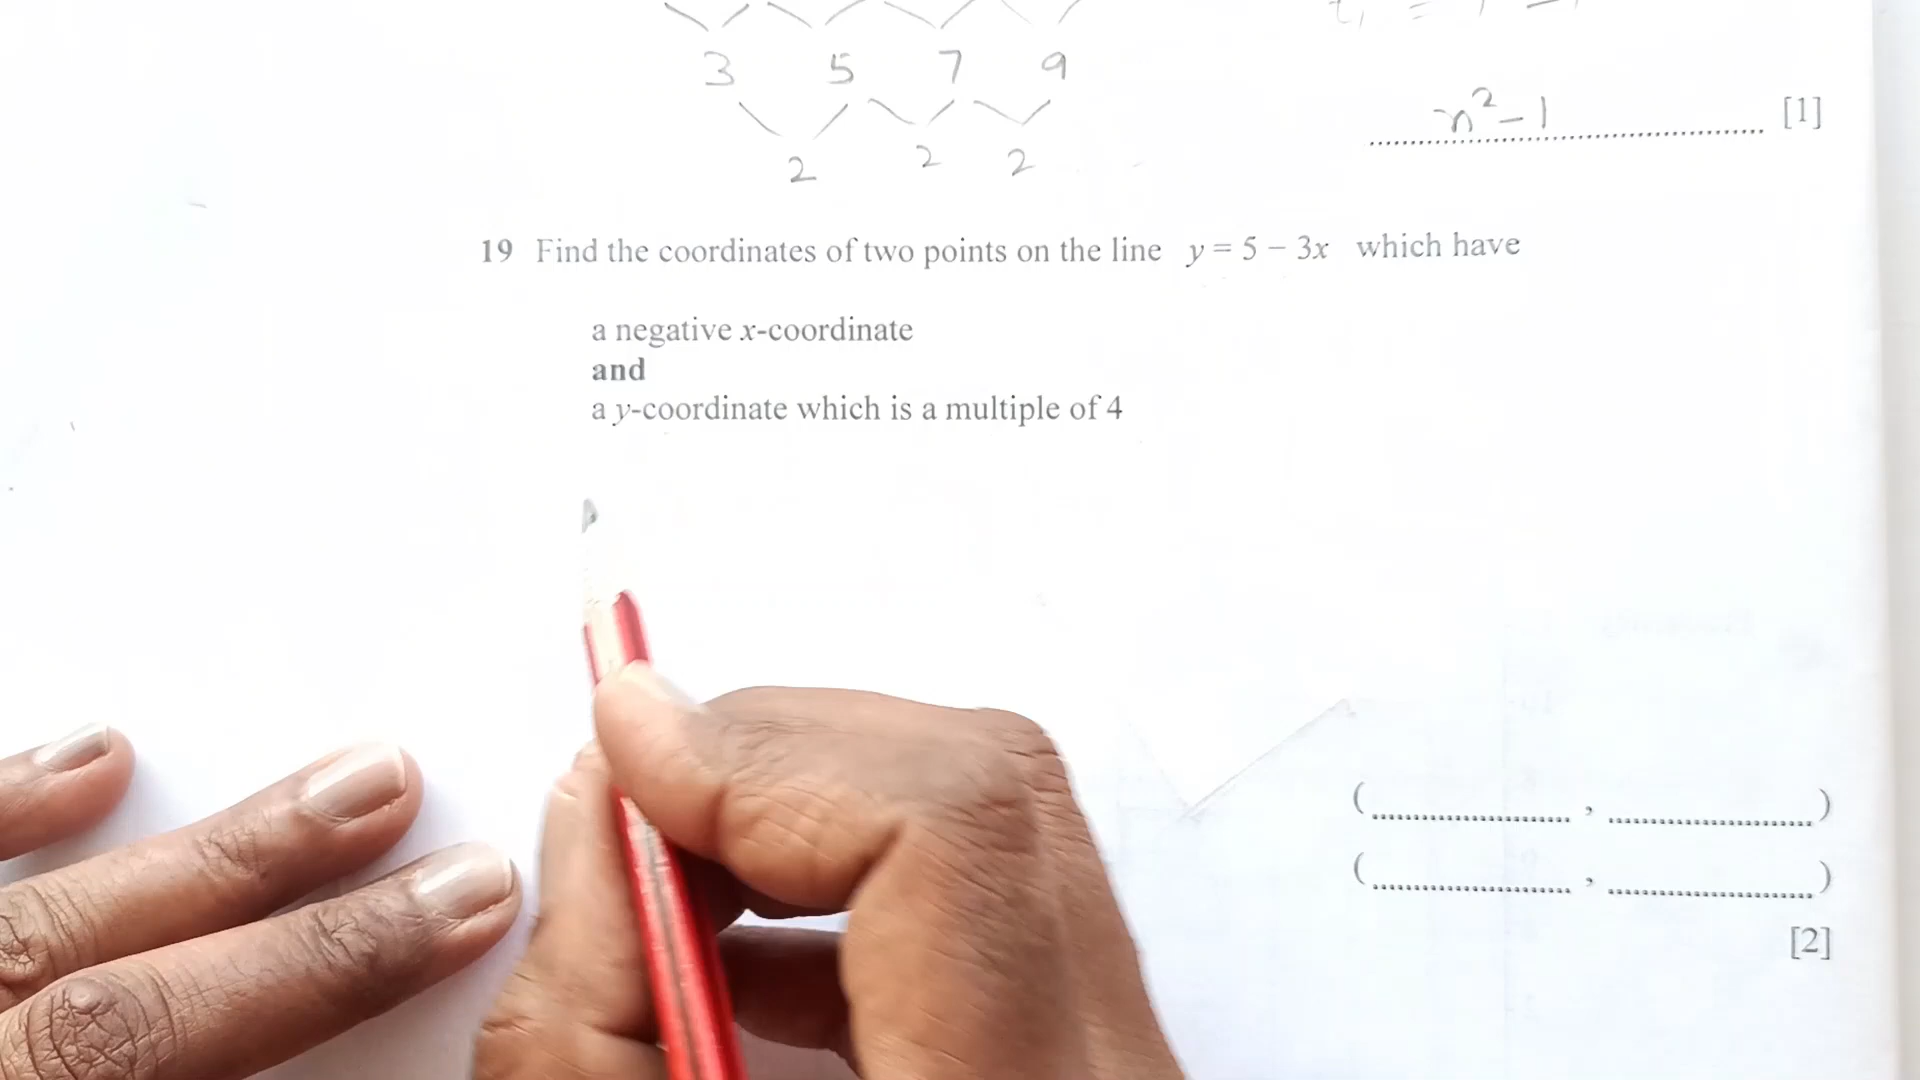 3 5 7 9
n² – 1 [1]
2 2 2
19 Find the coordinates of two points on the line y = 5 – 3x which have
a negative x-coordinate
and
a y-coordinate which is a multiple of 4
( .................... , .................... )
( .................... , .................... )
[2]